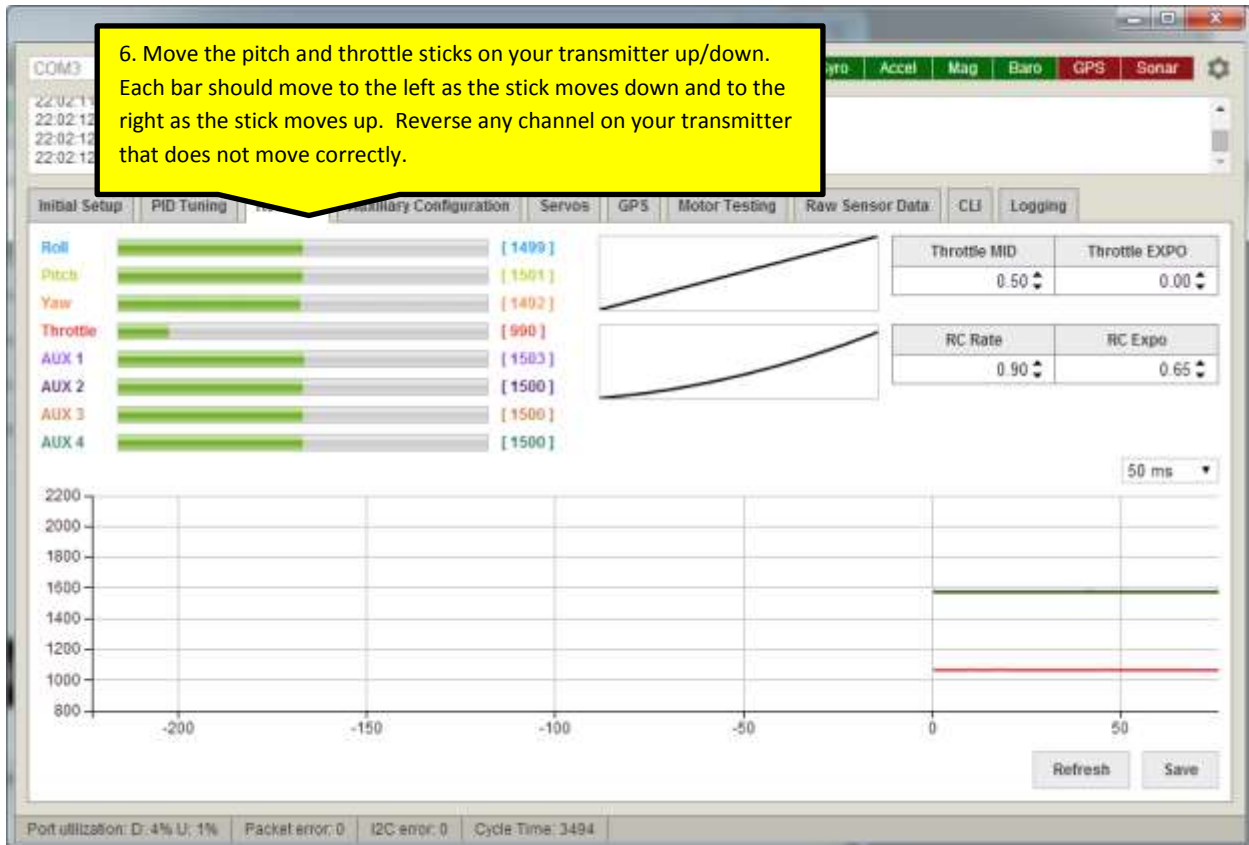 6. Move the pitch and throttle sticks on your transmitter up/down.
Each bar should move to the left as the stick moves down and to the
right as the stick moves up.  Reverse any channel on your transmitter
that does not move correctly.
COM3 Accel Mag Baro GPS Sonar
22:02:12
22:02:12
22:02:12
Initial Setup PID Tuning Auxiliary Configuration Servos GPS Motor Testing Raw Sensor Data CLI Logging
Roll [ 1499 ]
Pitch [ 1501 ]
Yaw [ 1492 ]
Throttle [ 990 ]
AUX 1 [ 1503 ]
AUX 2 [ 1500 ]
AUX 3 [ 1500 ]
AUX 4 [ 1500 ]
Throttle MID Throttle EXPO
0.50 0.00
RC Rate RC Expo
0.90 0.65
50 ms
2200
2000
1800
1600
1400
1200
1000
800
-200 -150 -100 -50 0 50
Refresh Save
Port utilization: D: 4% U: 1% Packet error: 0 I2C error: 0 Cycle Time: 3494